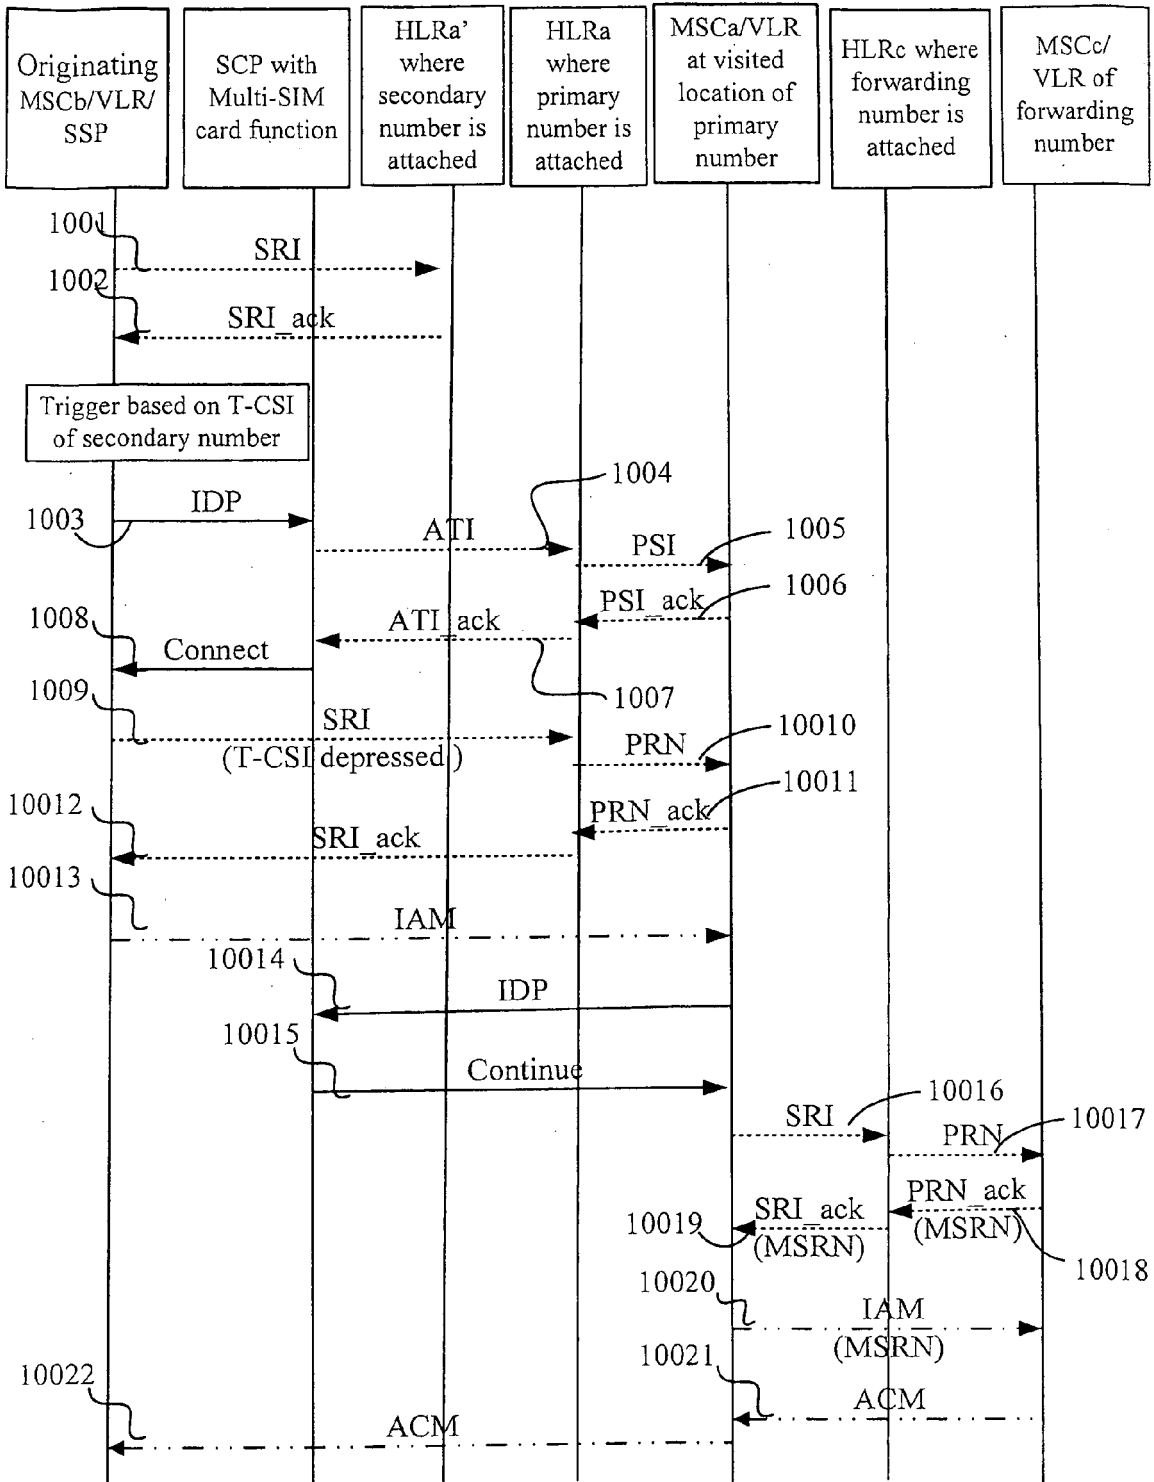 Originating
MSCb/VLR/
SSP
SCP with
Multi-SIM
card function
HLRa’
where
secondary
number is
attached
HLRa
where
primary
number is
attached
MSCa/VLR
at visited
location of
primary
number
HLRc where
forwarding
number is
attached
MSCc/
VLR of
forwarding
number
1001
SRI
1002
SRI_ack
Trigger based on T-CSI
of secondary number
1003
IDP
1004
ATI
1005
PSI
1006
PSI_ack
1007
ATI_ack
1008
Connect
1009
SRI
(T-CSI depressed )
10010
PRN
10011
PRN_ack
10012
SRI_ack
10013
IAM
10014
IDP
10015
Continue
10016
SRI
10017
PRN
10018
PRN_ack
(MSRN)
10019
SRI_ack
(MSRN)
10020
IAM
(MSRN)
10021
ACM
10022
ACM